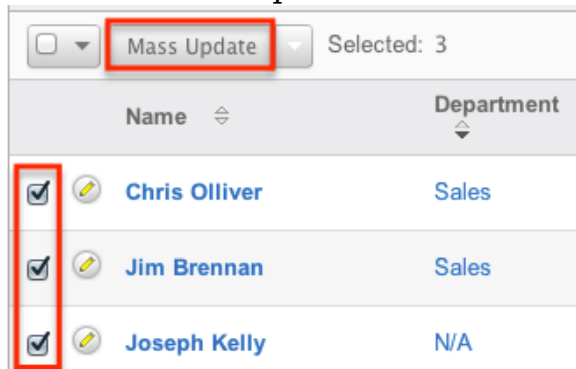 Mass Update Selected: 3
Name Department
Chris Olliver Sales
Jim Brennan Sales
Joseph Kelly N/A